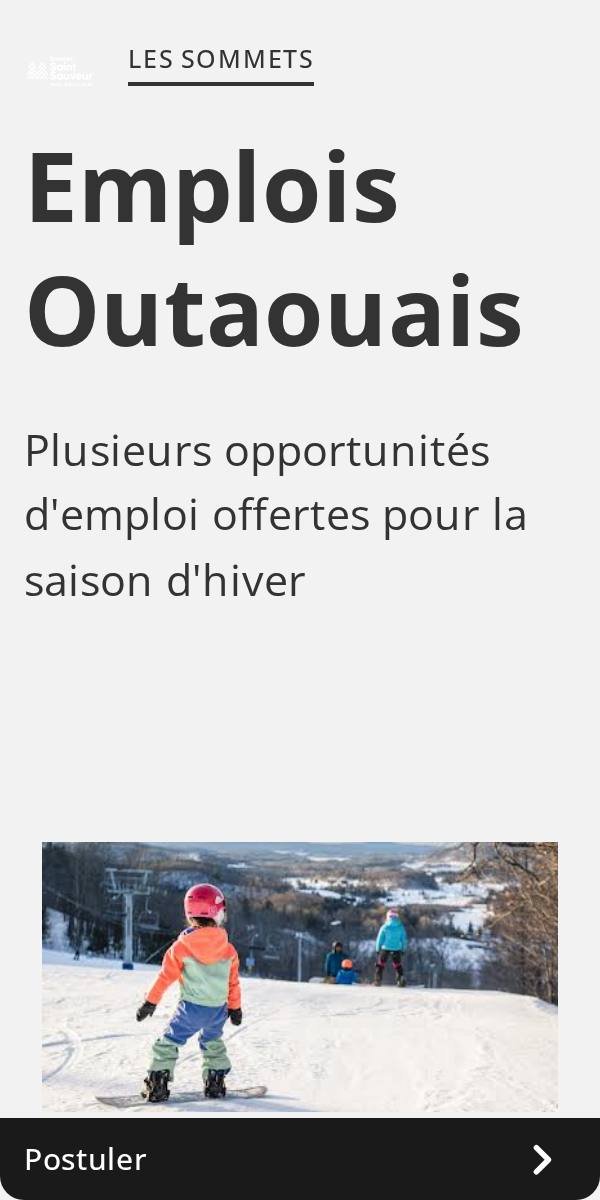 Saint
Sauveur
LES SOMMETS
Emplois
Outaouais
Plusieurs opportunités
d'emploi offertes pour la
saison d'hiver
Postuler